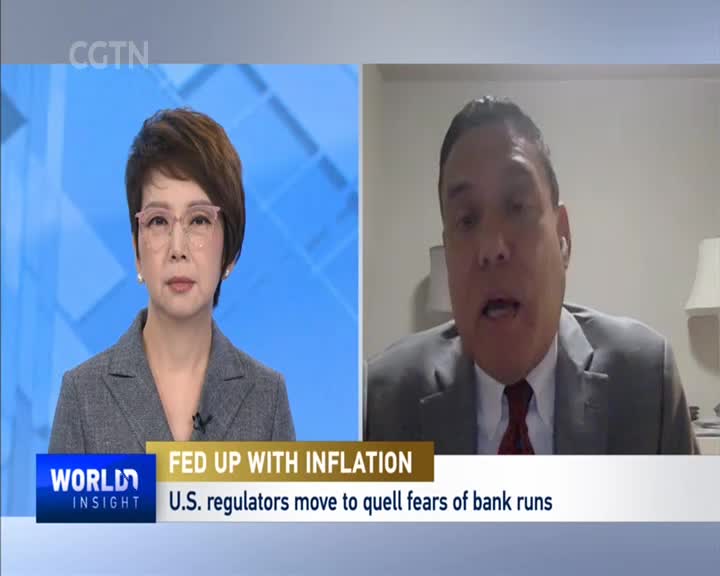 CGTN
FED UP WITH INFLATION
WORLD
INSIGHT
U.S. regulators move to quell fears of bank runs